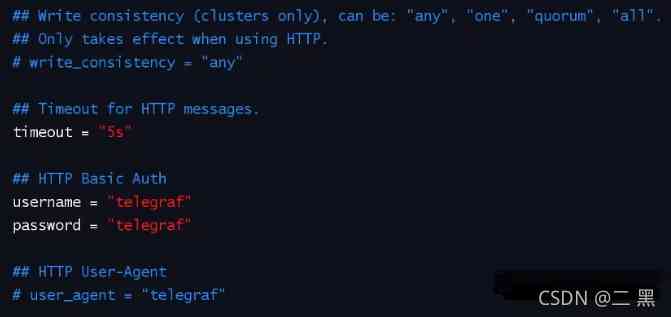 ## Write consistency (clusters only), can be: "any", "one", "quorum", "all".
## Only takes effect when using HTTP.
# write_consistency = "any"
## Timeout for HTTP messages.
timeout = "5s"
## HTTP Basic Auth
username = "telegraf"
password = "telegraf"
## HTTP User-Agent
# user_agent = "telegraf"
CSDN @二 黑